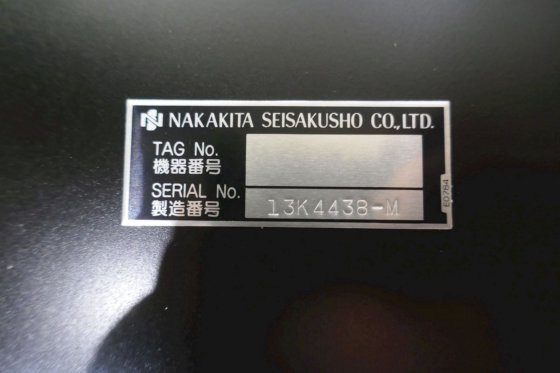 NAKAKITA SEISAKUSHO CO.,LTD.
TAG No.
機器番号
SERIAL No.
製造番号
13K4438-M
E0784